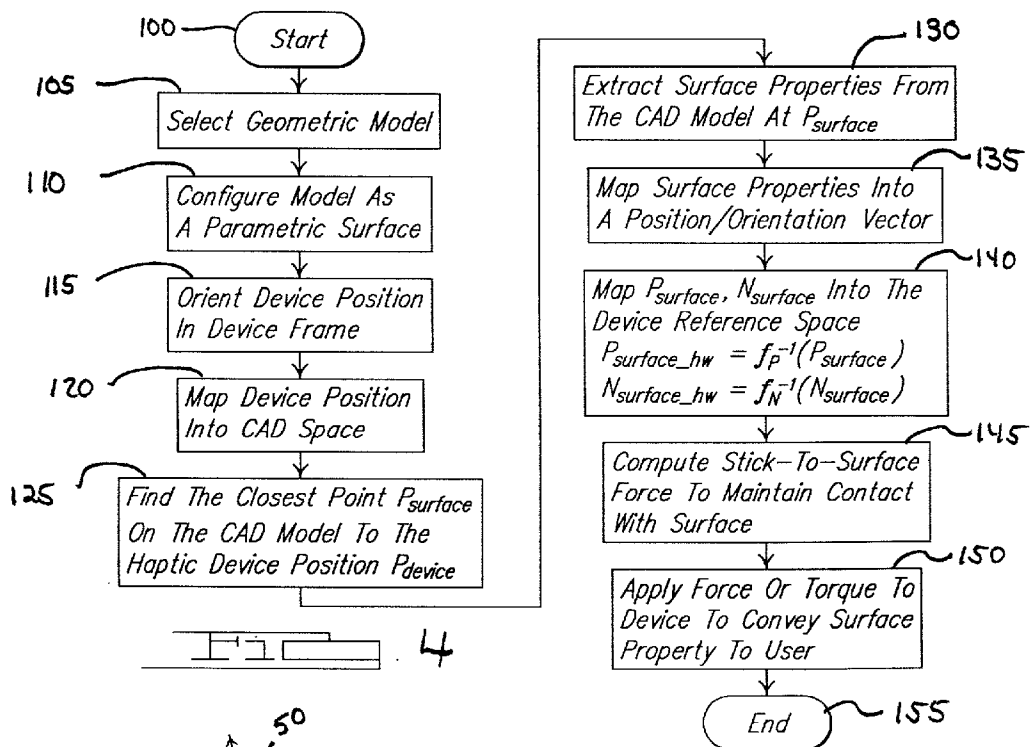 100
Start
105
Select Geometric Model
110
Configure Model As
A Parametric Surface
115
Orient Device Position
In Device Frame
120
Map Device Position
Into CAD Space
125
Find The Closest Point Psurface
On The CAD Model To The
Haptic Device Position Pdevice
130
Extract Surface Properties From
The CAD Model At Psurface
135
Map Surface Properties Into
A Position/Orientation Vector
140
Map Psurface, Nsurface Into The
Device Reference Space
Psurface_hw = fP⁻¹(Psurface)
Nsurface_hw = fN⁻¹(Nsurface)
145
Compute Stick-To-Surface
Force To Maintain Contact
With Surface
150
Apply Force Or Torque To
Device To Convey Surface
Property To User
End
155
4
50